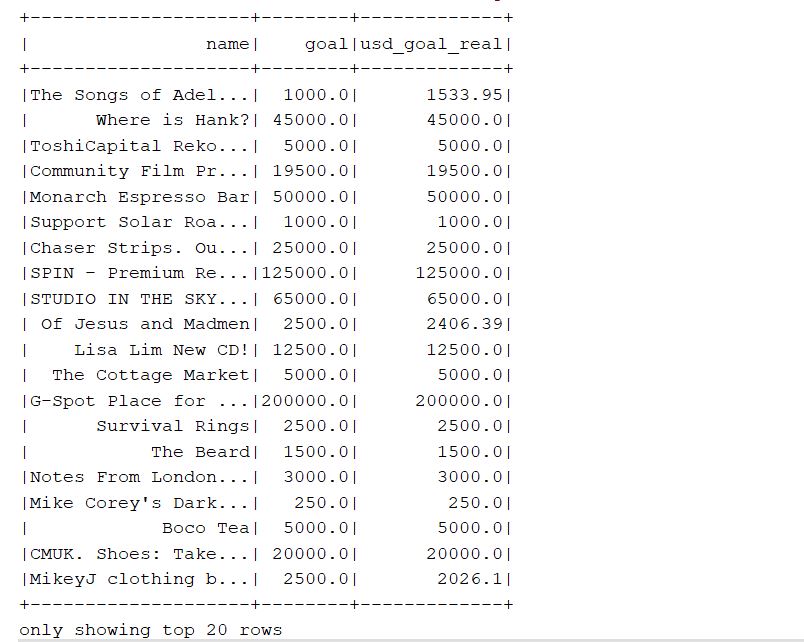 +--------------------+--------+-------------+
|                name|    goal|usd_goal_real|
+--------------------+--------+-------------+
|The Songs of Adel...|  1000.0|      1533.95|
|      Where is Hank?| 45000.0|      45000.0|
|ToshiCapital Reko...|  5000.0|       5000.0|
|Community Film Pr...| 19500.0|      19500.0|
|Monarch Espresso Bar| 50000.0|      50000.0|
|Support Solar Roa...|  1000.0|       1000.0|
|Chaser Strips. Ou...| 25000.0|      25000.0|
|SPIN - Premium Re...|125000.0|     125000.0|
|STUDIO IN THE SKY...| 65000.0|      65000.0|
| Of Jesus and Madmen|  2500.0|      2406.39|
|    Lisa Lim New CD!| 12500.0|      12500.0|
|  The Cottage Market|  5000.0|       5000.0|
|G-Spot Place for ...|200000.0|     200000.0|
|      Survival Rings|  2500.0|       2500.0|
|           The Beard|  1500.0|       1500.0|
|Notes From London...|  3000.0|       3000.0|
|Mike Corey's Dark...|   250.0|        250.0|
|            Boco Tea|  5000.0|       5000.0|
|CMUK. Shoes: Take...| 20000.0|      20000.0|
|MikeyJ clothing b...|  2500.0|       2026.1|
+--------------------+--------+-------------+
only showing top 20 rows